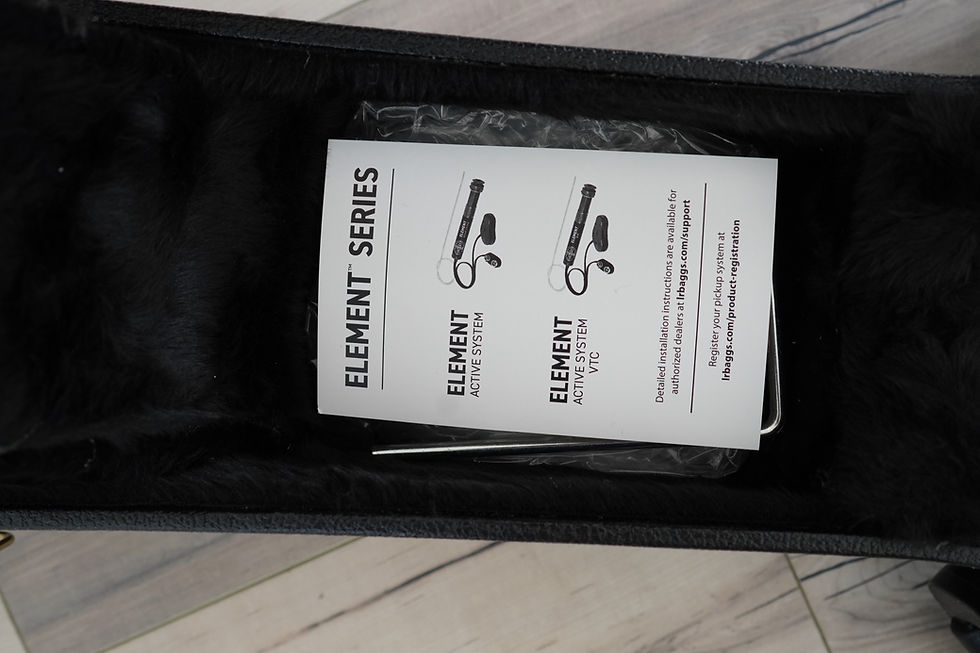 ELEMENT™ SERIES
ELEMENT
ACTIVE SYSTEM
ELEMENT
ACTIVE SYSTEM
VTC
Detailed installation instructions are available for
authorized dealers at lrbaggs.com/support
Register your pickup system at
lrbaggs.com/product-registration